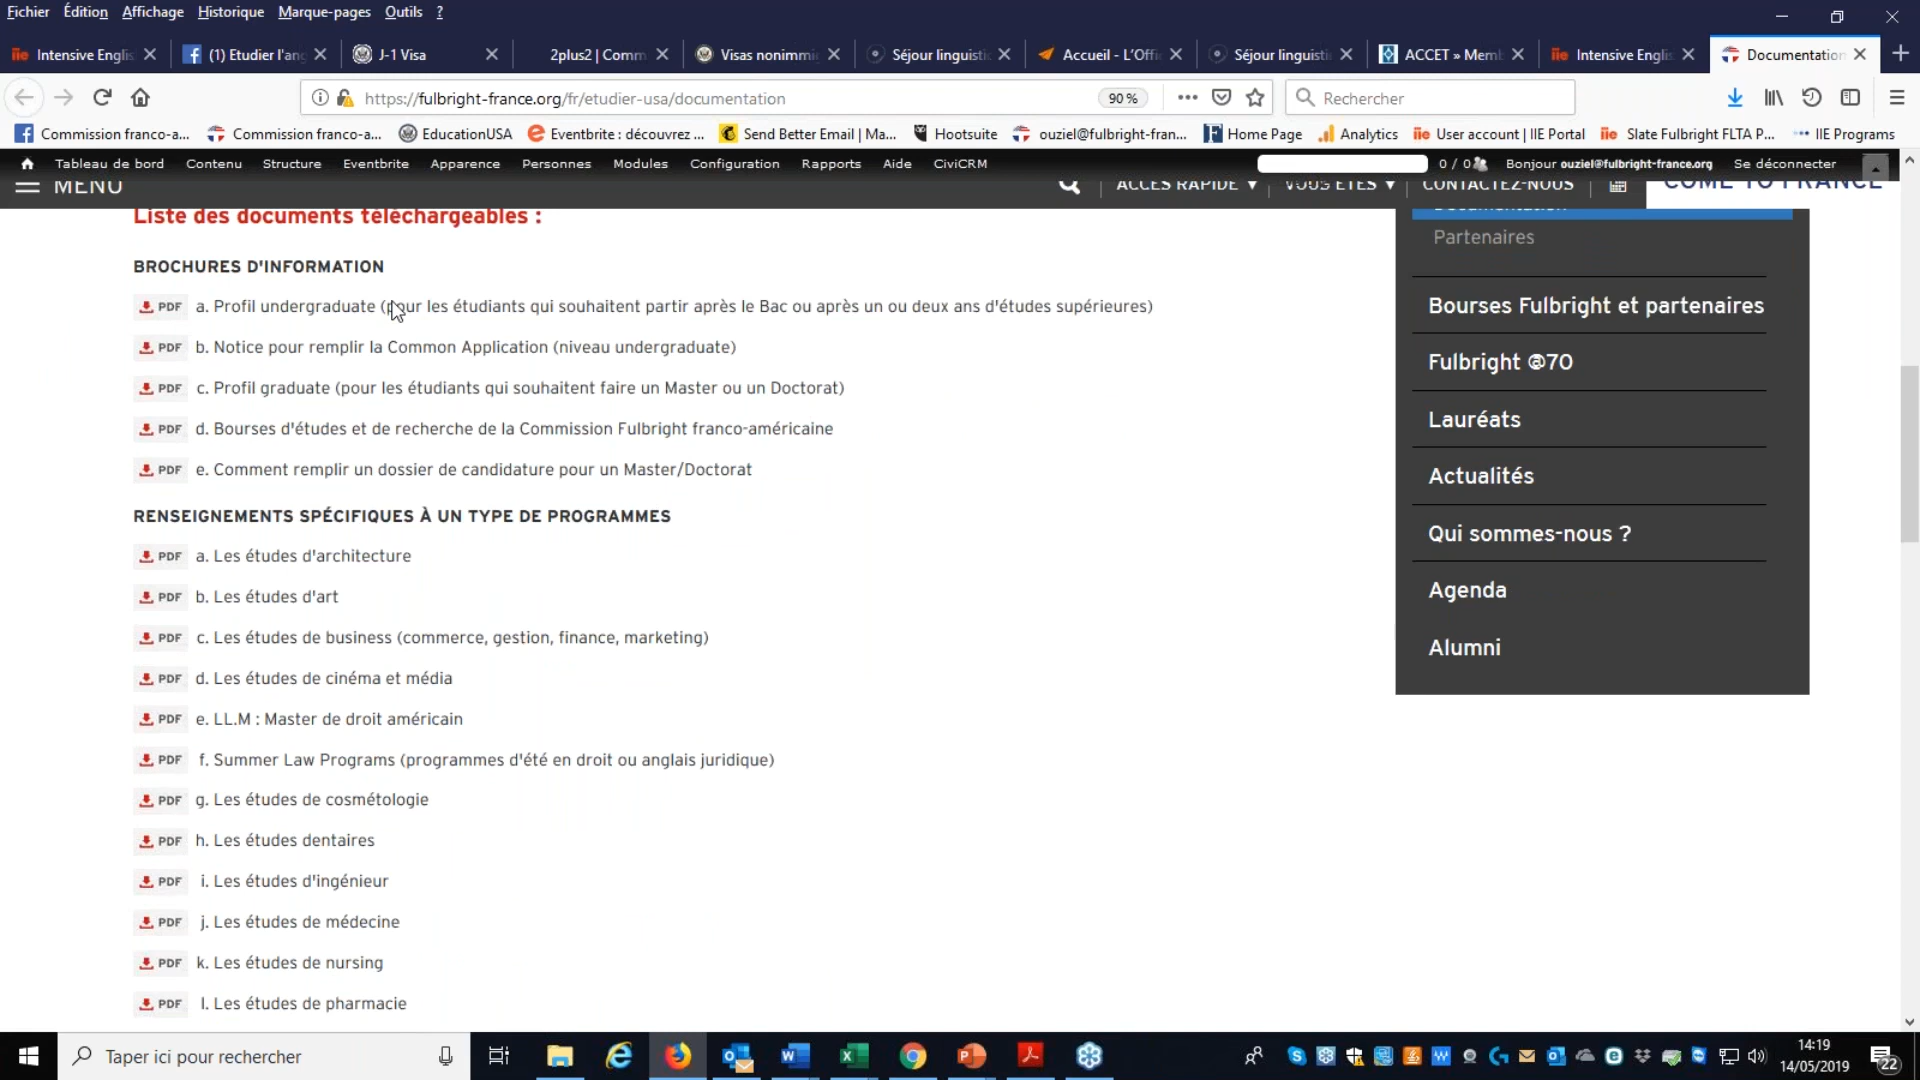 Fichier Édition Affichage Historique Marque-pages Outils ?
Intensive Englis (1) Etudier l'ang J-1 Visa 2plus2 | Comm Visas nonimmi Séjour linguistic Accueil - L'Offi Séjour linguisti ACCET » Memb Intensive Englis Documentation
https://fulbright-france.org/fr/etudier-usa/documentation 90 % Rechercher
Commission franco-a... Commission franco-a... EducationUSA Eventbrite : découvrez ... Send Better Email | Ma... Hootsuite ouziel@fulbright-fran... Home Page Analytics User account | IIE Portal Slate Fulbright FLTA P... IIE Programs
Tableau de bord Contenu Structure Eventbrite Apparence Personnes Modules Configuration Rapports Aide CiviCRM 0 / 0 Bonjour ouziel@fulbright-france.org Se déconnecter
MENU ACCÈS RAPIDE ▼ VOUS ÊTES ▼ CONTACTEZ-NOUS COME TO FRANCE
Liste des documents téléchargeables :
Documentation
Partenaires
BROCHURES D'INFORMATION
PDF a. Profil undergraduate (pour les étudiants qui souhaitent partir après le Bac ou après un ou deux ans d'études supérieures)
PDF b. Notice pour remplir la Common Application (niveau undergraduate)
PDF c. Profil graduate (pour les étudiants qui souhaitent faire un Master ou un Doctorat)
PDF d. Bourses d'études et de recherche de la Commission Fulbright franco-américaine
PDF e. Comment remplir un dossier de candidature pour un Master/Doctorat
RENSEIGNEMENTS SPÉCIFIQUES À UN TYPE DE PROGRAMMES
PDF a. Les études d'architecture
PDF b. Les études d'art
PDF c. Les études de business (commerce, gestion, finance, marketing)
PDF d. Les études de cinéma et média
PDF e. LL.M : Master de droit américain
PDF f. Summer Law Programs (programmes d'été en droit ou anglais juridique)
PDF g. Les études de cosmétologie
PDF h. Les études dentaires
PDF i. Les études d'ingénieur
PDF j. Les études de médecine
PDF k. Les études de nursing
PDF l. Les études de pharmacie
Bourses Fulbright et partenaires
Fulbright @70
Lauréats
Actualités
Qui sommes-nous ?
Agenda
Alumni
Taper ici pour rechercher
14:19
14/05/2019
22